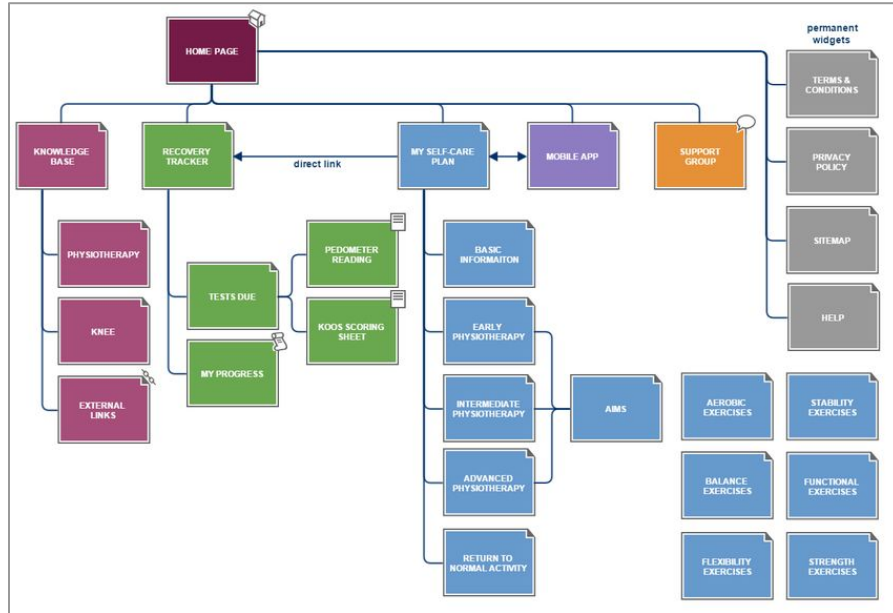 permanent
widgets
HOME PAGE
TERMS &
CONDITIONS
KNOWLEDGE
BASE
RECOVERY
TRACKER
direct link
MY SELF-CARE
PLAN
MOBILE APP
SUPPORT
GROUP
PRIVACY
POLICY
PHYSIOTHERAPY
PEDOMETER
READING
BASIC
INFORMAITON
SITEMAP
TESTS DUE
KNEE
KOOS SCORING
SHEET
EARLY
PHYSIOTHERAPY
HELP
MY PROGRESS
EXTERNAL
LINKS
INTERMEDIATE
PHYSIOTHERAPY
AIMS
AEROBIC
EXERCISES
STABILITY
EXERCISES
ADVANCED
PHYSIOTHERAPY
BALANCE
EXERCISES
FUNCTIONAL
EXERCISES
RETURN TO
NORMAL ACTIVITY
FLEXIBILITY
EXERCISES
STRENGTH
EXERCISES